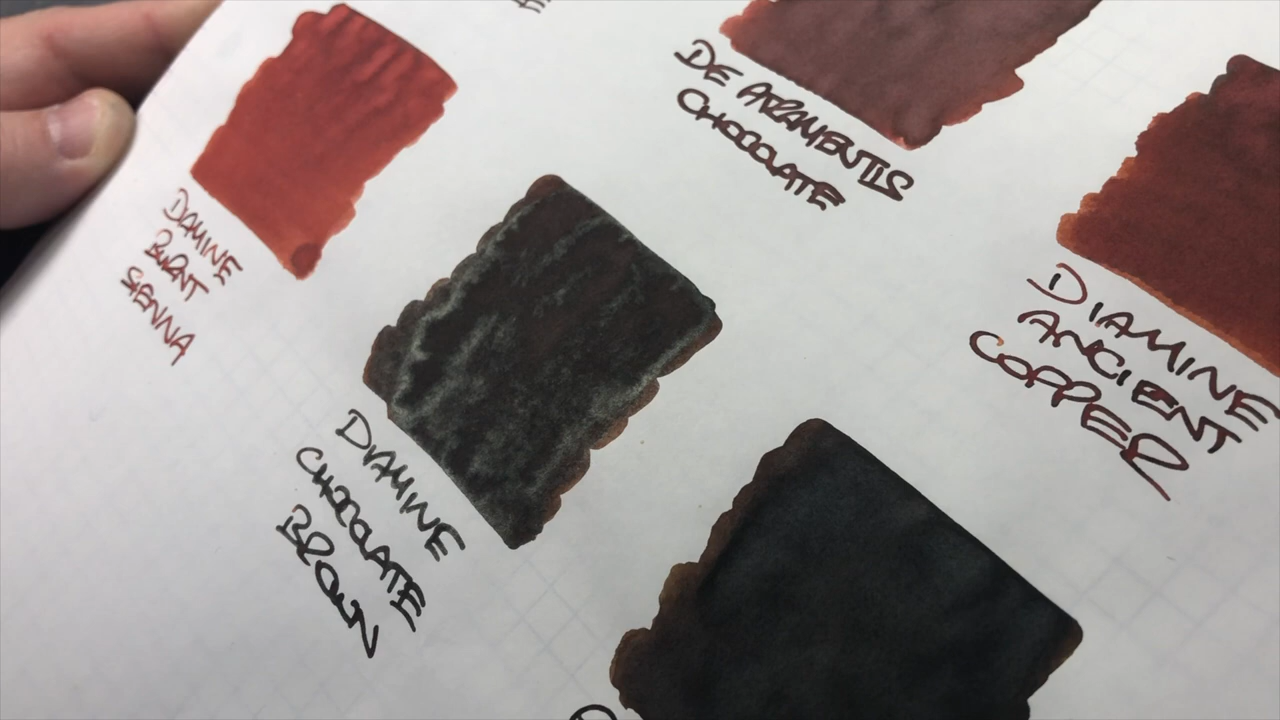 DE ATRAMENTIS
CHOCOLATE
DIAMINE
BURNT
SIENNA
DIAMINE
ANCIENT
COPPER
DIAMINE
CHOCOLATE
BROWN